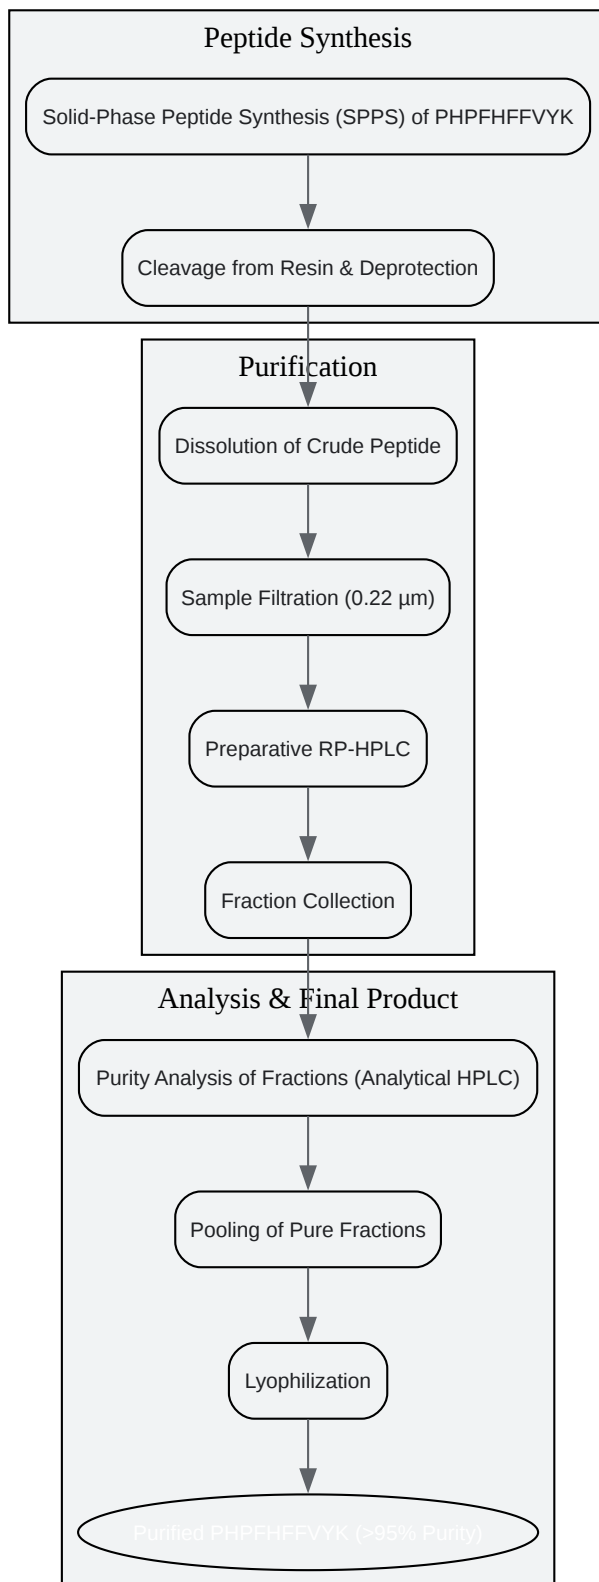 Peptide Synthesis
Solid-Phase Peptide Synthesis (SPPS) of PHPFHFFVYK
Cleavage from Resin & Deprotection
Purification
Dissolution of Crude Peptide
Sample Filtration (0.22 µm)
Preparative RP-HPLC
Fraction Collection
Analysis & Final Product
Purity Analysis of Fractions (Analytical HPLC)
Pooling of Pure Fractions
Lyophilization
Purified PHPFHFFVYK (>95% Purity)